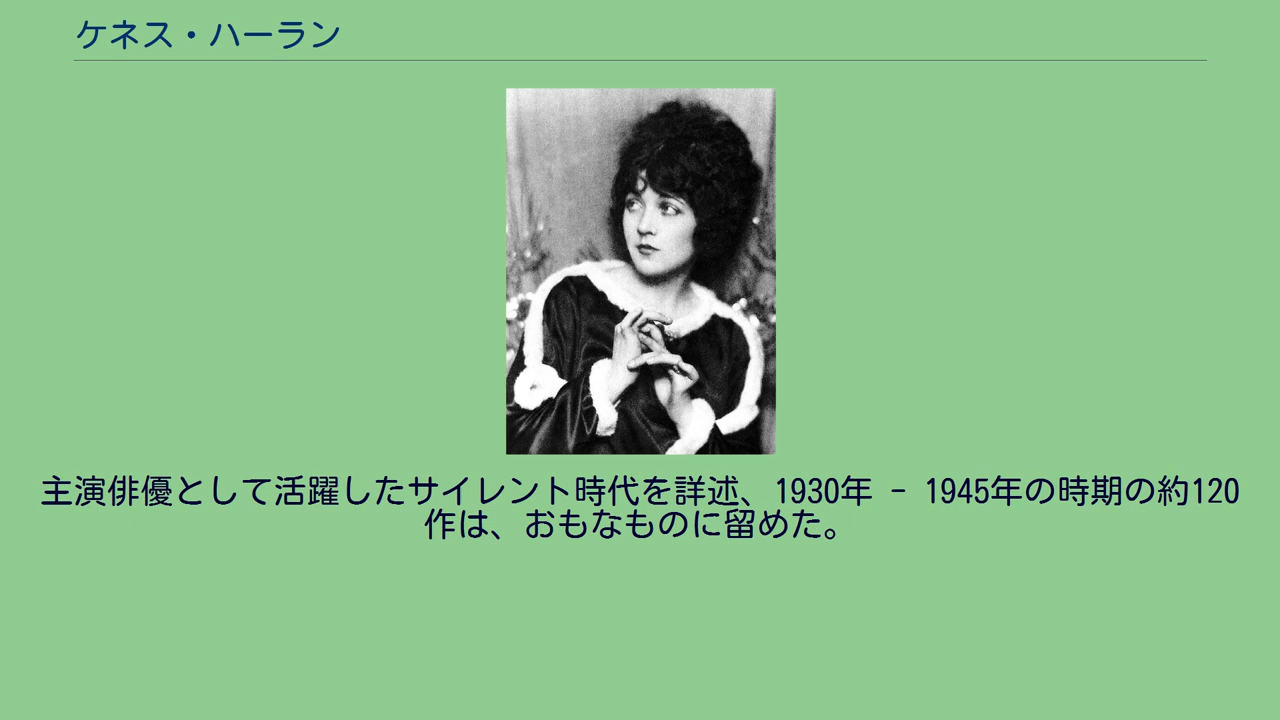 ケネス・ハーラン
主演俳優として活躍したサイレント時代を詳述、1930年 - 1945年の時期の約120
作は、おもなものに留めた。